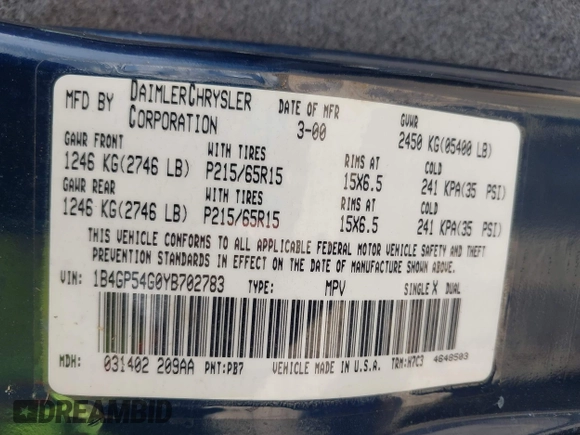 MFD BY DAIMLERCHRYSLER CORPORATION DATE OF MFR 3-00 GVWR 2450 KG(05400 LB)
GAWR FRONT WITH TIRES RIMS AT COLD
1246 KG(2746 LB) P215/65R15 15X6.5 241 KPA(35 PSI)
GAWR REAR WITH TIRES RIMS AT COLD
1246 KG(2746 LB) P215/65R15 15X6.5 241 KPA(35 PSI)
THIS VEHICLE CONFORMS TO ALL APPLICABLE FEDERAL MOTOR VEHICLE SAFETY AND THEFT
PREVENTION STANDARDS IN EFFECT ON THE DATE OF MANUFACTURE SHOWN ABOVE.
VIN: 1B4GP54G0YB702783 TYPE: MPV SINGLE X DUAL
MDH: 031402 209AA PNT: PB7 VEHICLE MADE IN U.S.A. TRM: H7C3 4648503
DREAMBID